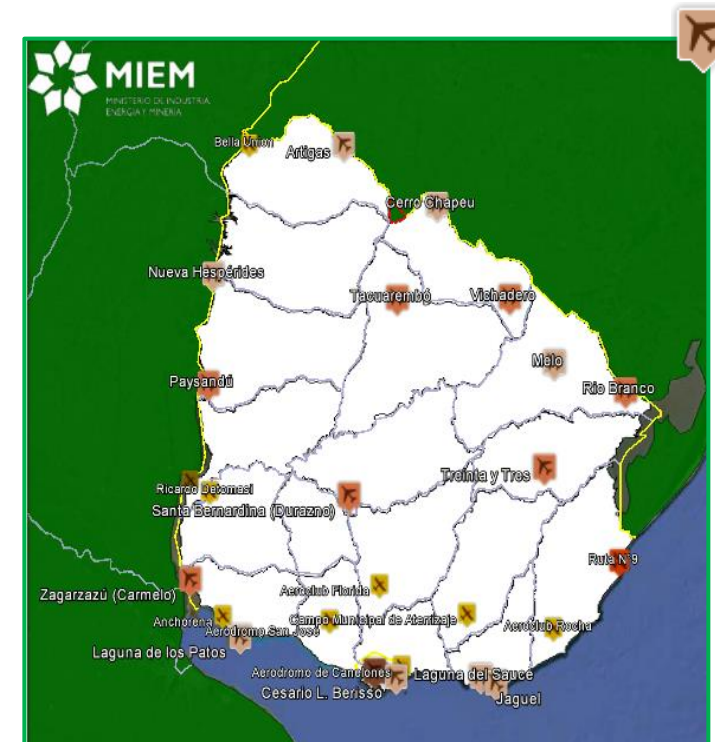 MIEM
MINISTERIO DE INDUSTRIA,
ENERGÍA Y MINERÍA
Bella Unión
Artigas
Cerro Chapeu
Nueva Hespérides
Tacuarembó
Vichadero
Melo
Paysandú
Río Branco
Treinta y Tres
Ricardo Detomasi
Santa Bernardina (Durazno)
Ruta N°9
Zagarzazú (Carmelo)
Aeroclub Florida
Anchorena
Campo Municipal de Aterrizaje
Aerodromo San José
Aeroclub Rocha
Laguna de los Patos
Aerodromo de Canelones
Laguna del Sauce
Cesario L. Berisso
Jaguel